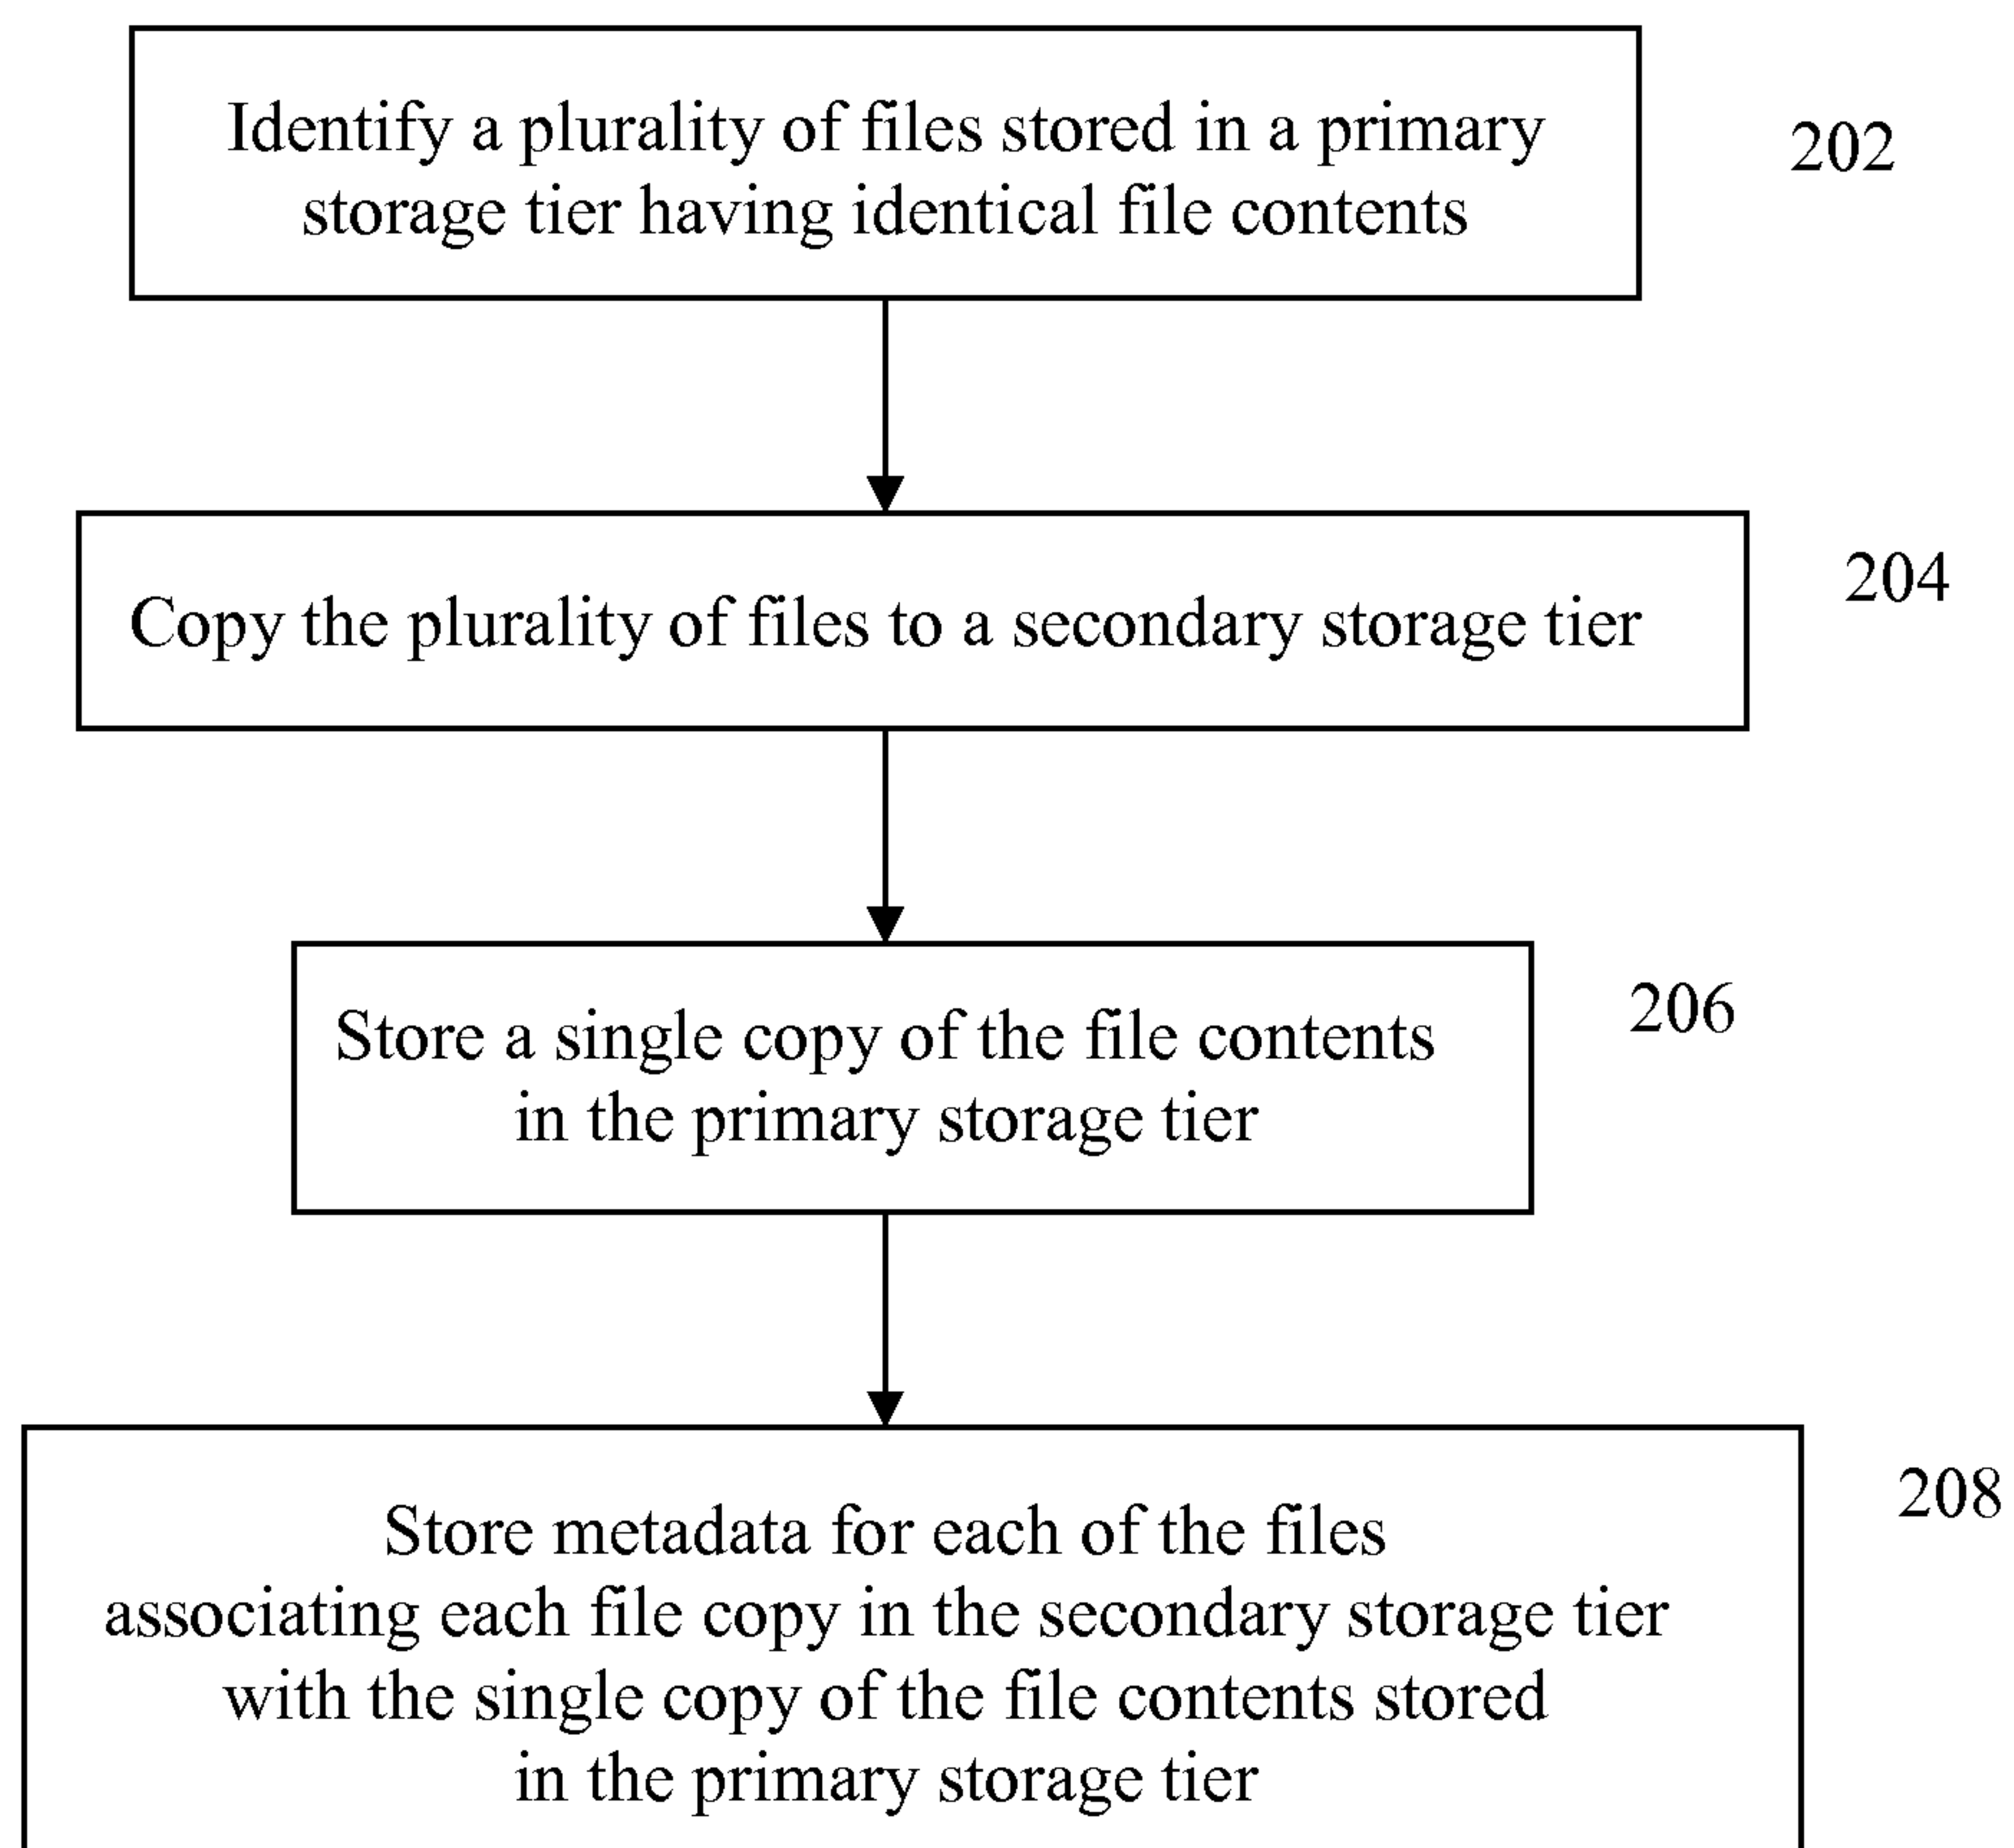 Identify a plurality of files stored in a primary
storage tier having identical file contents
202
Copy the plurality of files to a secondary storage tier
204
Store a single copy of the file contents
in the primary storage tier
206
Store metadata for each of the files
associating each file copy in the secondary storage tier
with the single copy of the file contents stored
in the primary storage tier
208